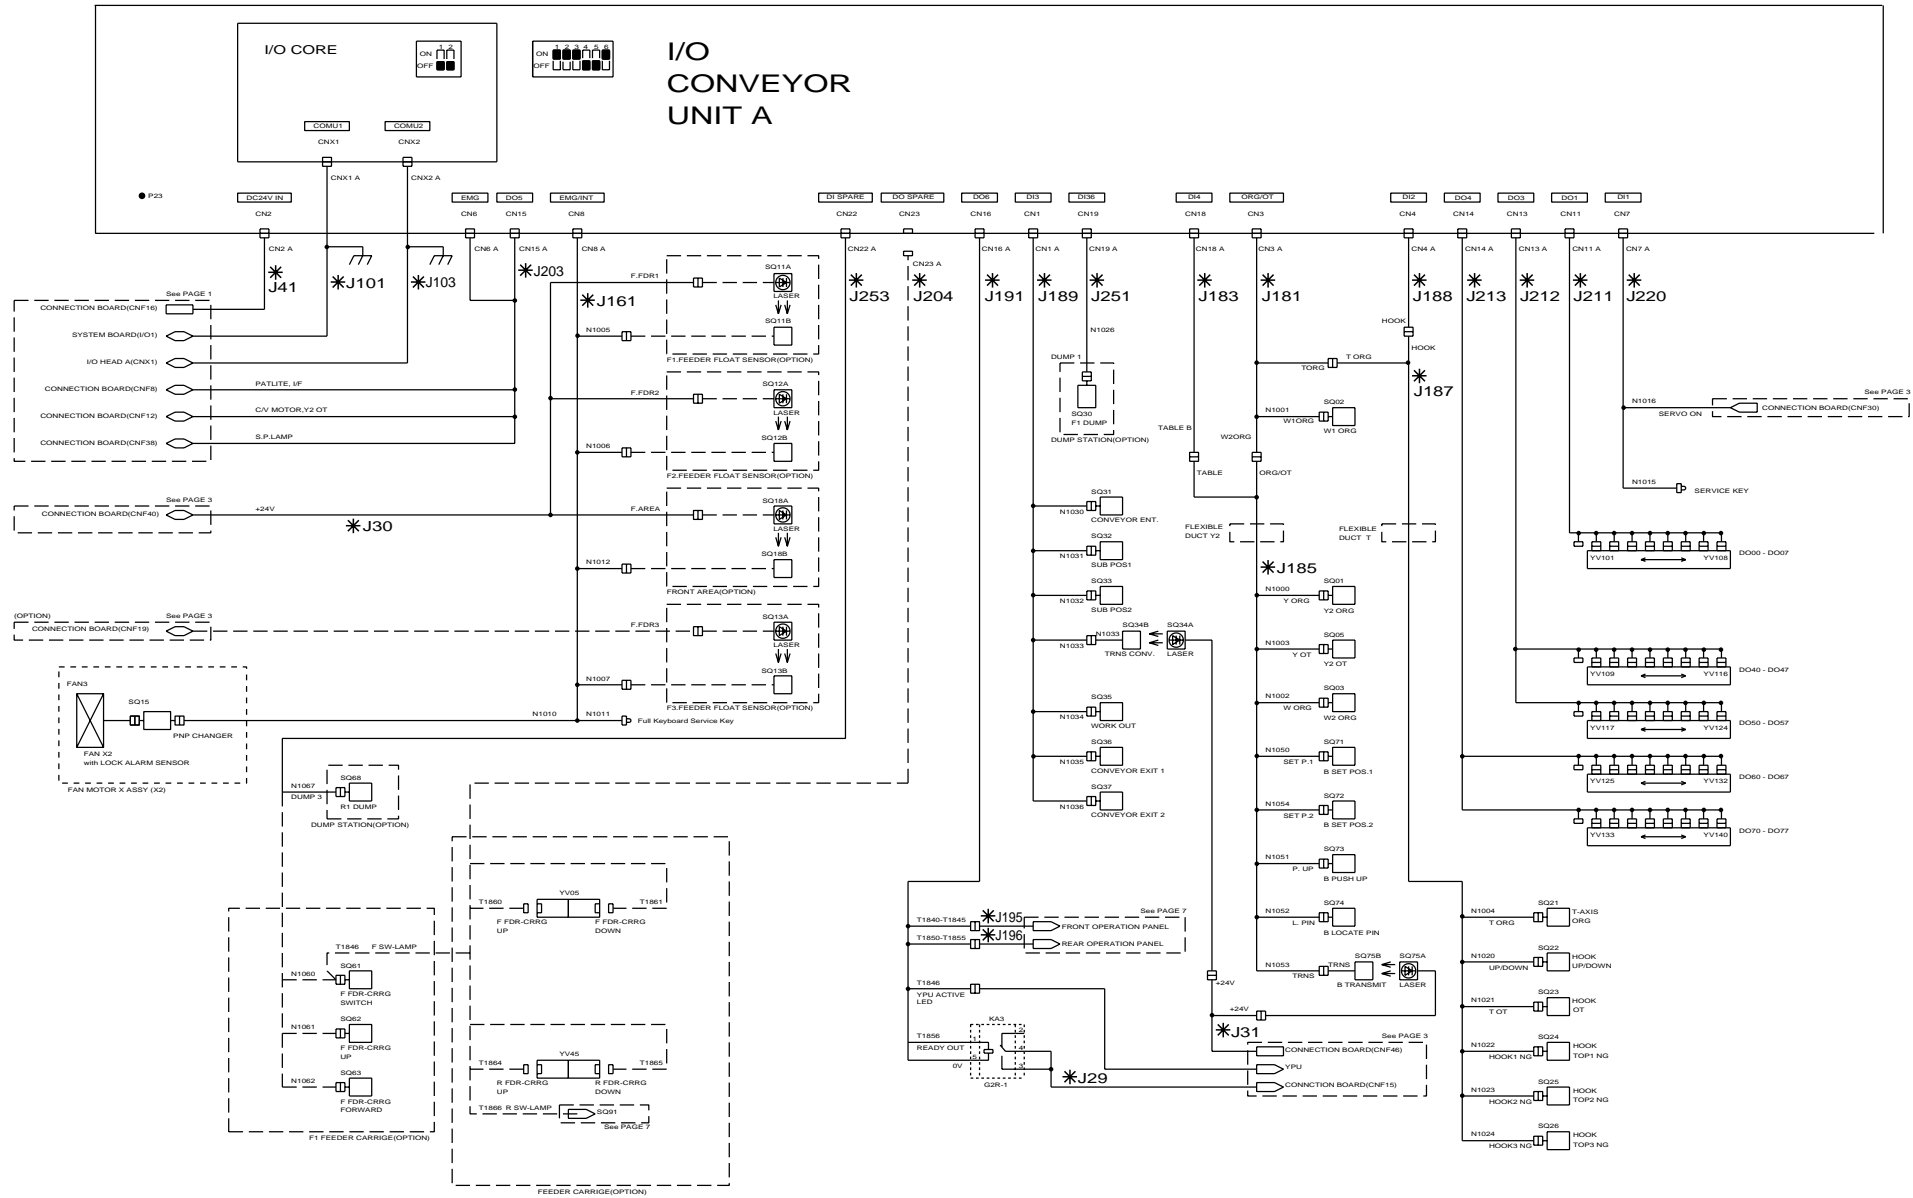 I/O CORE
1 2
ON
OFF
1 2 3 4 5 6
ON
OFF
I/O
CONVEYOR
UNIT A
COMU1
COMU2
CNX1
CNX2
CNX1 A
CNX2 A
P23
DC24V IN
EMG
DO5
EMG/INT
DI SPARE
DO SPARE
DO6
DI3
DI36
DI4
ORG/OT
DI2
DO4
DO3
DO1
DI1
CN2
CN6
CN15
CN8
CN22
CN23
CN16
CN1
CN19
CN18
CN3
CN4
CN14
CN13
CN11
CN7
CN2 A
CN6 A
CN15 A
CN8 A
CN22 A
CN23 A
CN16 A
CN1 A
CN19 A
CN18 A
CN3 A
CN4 A
CN14 A
CN13 A
CN11 A
CN7 A
J41
J101
J103
J203
J161
J253
J204
J191
J189
J251
J183
J181
J188
J213
J212
J211
J220
See PAGE 1
CONNECTION BOARD(CNF16)
SYSTEM BOARD(I/O1)
I/O HEAD A(CNX1)
CONNECTION BOARD(CNF8)
PATLITE, I/F
CONNECTION BOARD(CNF12)
C/V MOTOR,Y2 OT
CONNECTION BOARD(CNF38)
S.P.LAMP
See PAGE 3
CONNECTION BOARD(CNF40)
+24V
J30
(OPTION)
See PAGE 3
CONNECTION BOARD(CNF19)
F.FDR1
SQ11A
LASER
N1005
SQ11B
F1.FEEDER FLOAT SENSOR(OPTION)
F.FDR2
SQ12A
LASER
N1006
SQ12B
F2.FEEDER FLOAT SENSOR(OPTION)
F.AREA
SQ18A
LASER
N1012
SQ18B
FRONT AREA(OPTION)
F.FDR3
SQ13A
LASER
N1007
SQ13B
F3.FEEDER FLOAT SENSOR(OPTION)
N1010
N1011
Full Keyboard Service Key
FAN3
SQ15
PNP CHANGER
FAN X2
with LOCK ALARM SENSOR
FAN MOTOR X ASSY (X2)
N1067
DUMP 3
SQ68
R1 DUMP
DUMP STATION(OPTION)
T1846
F SW-LAMP
N1060
SQ61
F FDR-CRRG
SWITCH
N1061
SQ62
F FDR-CRRG
UP
N1062
SQ63
F FDR-CRRG
FORWARD
F1 FEEDER CARRIGE(OPTION)
T1860
YV05
T1861
F FDR-CRRG
UP
F FDR-CRRG
DOWN
T1864
YV45
T1865
R FDR-CRRG
UP
R FDR-CRRG
DOWN
T1866 R SW-LAMP
SQ91
See PAGE 7
FEEDER CARRIGE(OPTION)
T1840-T1845
J195
See PAGE 7
FRONT OPERATION PANEL
T1850-T1855
J196
REAR OPERATION PANEL
T1846
YPU ACTIVE
LED
T1856
READY OUT
0V
KA3
1
5
2
4
3
G2R-1
J29
N1026
DUMP 1
SQ30
F1 DUMP
DUMP STATION(OPTION)
SQ31
N1030
CONVEYOR ENT.
SQ32
N1031
SUB POS1
SQ33
N1032
SUB POS2
N1033
N1033
SQ34B
TRNS CONV.
SQ34A
LASER
SQ35
N1034
WORK OUT
SQ36
N1035
CONVEYOR EXIT 1
SQ37
N1036
CONVEYOR EXIT 2
TABLE B
TABLE
W2ORG
ORG/OT
T ORG
TORG
HOOK
HOOK
J187
N1001
W1ORG
SQ02
W1 ORG
FLEXIBLE
DUCT Y2
FLEXIBLE
DUCT T
J185
N1000
Y ORG
SQ01
Y2 ORG
N1003
Y OT
SQ05
Y2 OT
N1002
W ORG
SQ03
W2 ORG
N1050
SET P.1
SQ71
B SET POS.1
N1054
SET P.2
SQ72
B SET POS.2
N1051
P. UP
SQ73
B PUSH UP
N1052
L. PIN
SQ74
B LOCATE PIN
N1053
TRNS
TRNS
SQ75B
B TRANSMIT
SQ75A
LASER
+24V
+24V
J31
See PAGE 3
CONNECTION BOARD(CNF46)
YPU
CONNCTION BOARD(CNF15)
N1016
SERVO ON
See PAGE 3
CONNECTION BOARD(CNF30)
N1015
SERVICE KEY
YV101
YV108
DO00 - DO07
YV109
YV116
DO40 - DO47
YV117
YV124
DO50 - DO57
YV125
YV132
DO60 - DO67
YV133
YV140
DO70 - DO77
N1004
T ORG
SQ21
T-AXIS
ORG
N1020
UP/DOWN
SQ22
HOOK
UP/DOWN
N1021
T OT
SQ23
HOOK
OT
N1022
HOOK1 NG
SQ24
HOOK
TOP1 NG
N1023
HOOK2 NG
SQ25
HOOK
TOP2 NG
N1024
HOOK3 NG
SQ26
HOOK
TOP3 NG